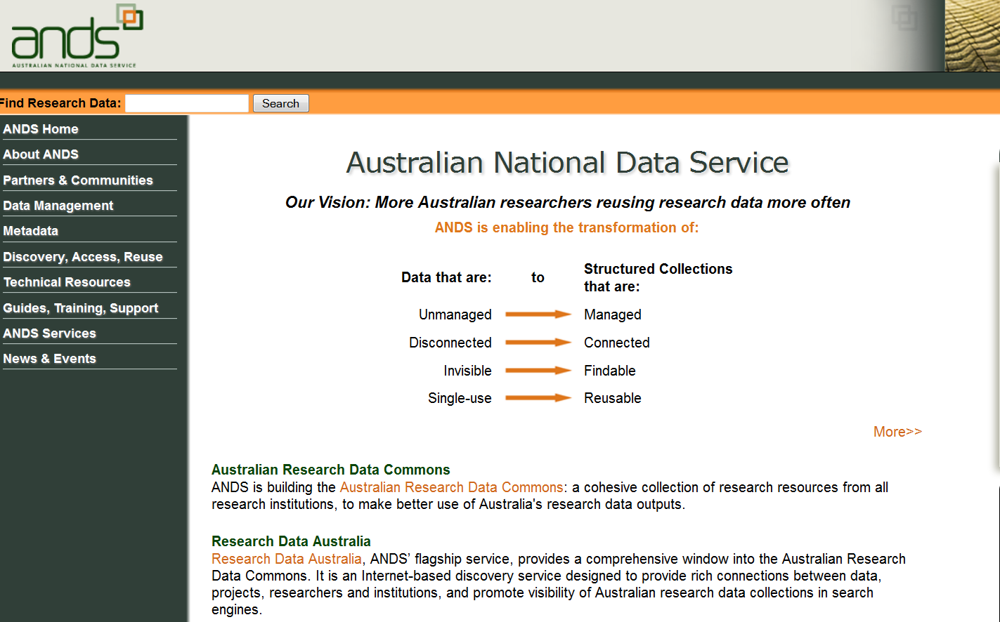 ands
AUSTRALIAN NATIONAL DATA SERVICE
Find Research Data:
Search
ANDS Home
About ANDS
Partners & Communities
Data Management
Metadata
Discovery, Access, Reuse
Technical Resources
Guides, Training, Support
ANDS Services
News & Events
Australian National Data Service
Our Vision: More Australian researchers reusing research data more often
ANDS is enabling the transformation of:
Data that are: to Structured Collections
that are:
Unmanaged Managed
Disconnected Connected
Invisible Findable
Single-use Reusable
More>>
Australian Research Data Commons
ANDS is building the Australian Research Data Commons: a cohesive collection of research resources from all
research institutions, to make better use of Australia's research data outputs.
Research Data Australia
Research Data Australia, ANDS’ flagship service, provides a comprehensive window into the Australian Research
Data Commons. It is an Internet-based discovery service designed to provide rich connections between data,
projects, researchers and institutions, and promote visibility of Australian research data collections in search
engines.